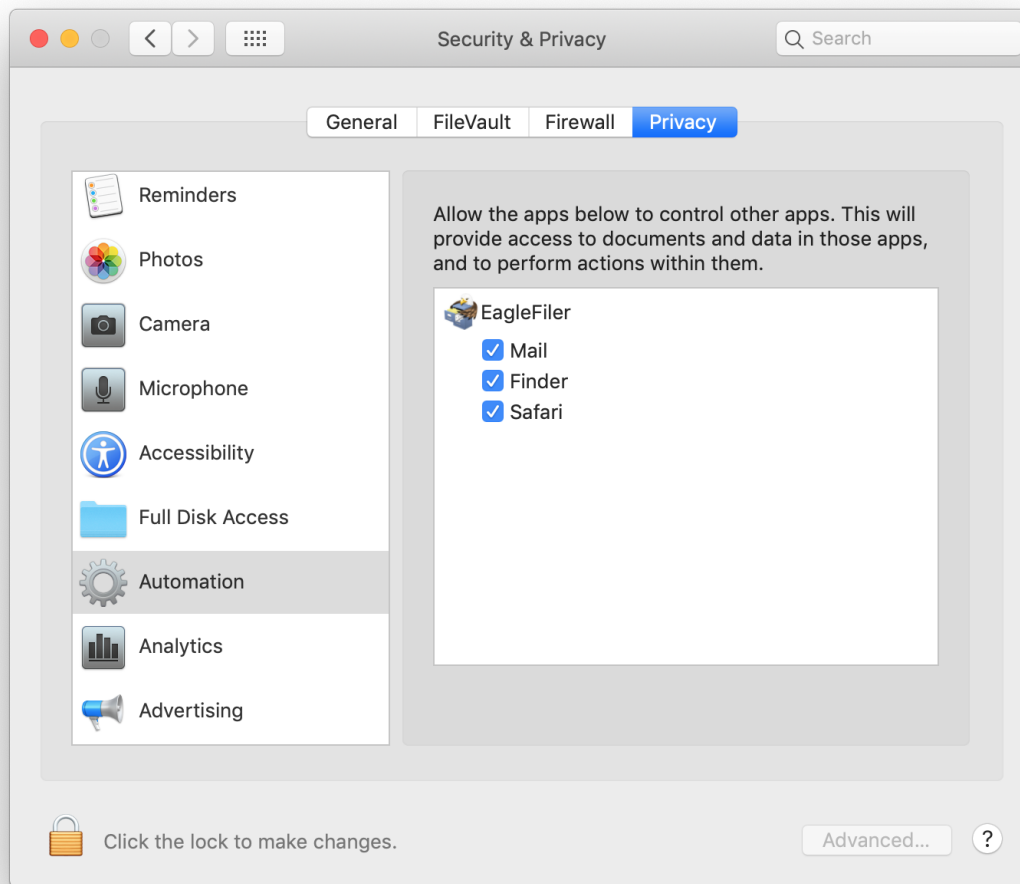 Security & Privacy
Search
General
FileVault
Firewall
Privacy
Reminders
Photos
Camera
Microphone
Accessibility
Full Disk Access
Automation
Analytics
Advertising
Allow the apps below to control other apps. This will
provide access to documents and data in those apps,
and to perform actions within them.
EagleFiler
Mail
Finder
Safari
Click the lock to make changes.
Advanced...
?